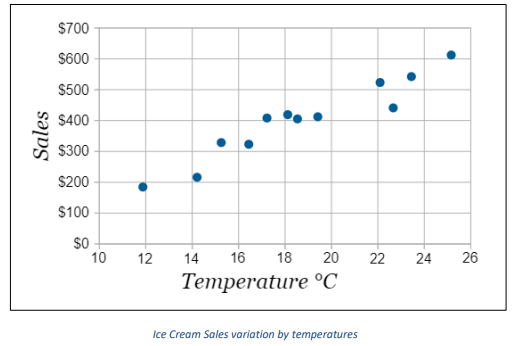 $700
$600
$500
$400
$300
$200
$100
$0
Sales
10 12 14 16 18 20 22 24 26
Temperature °C
Ice Cream Sales variation by temperatures